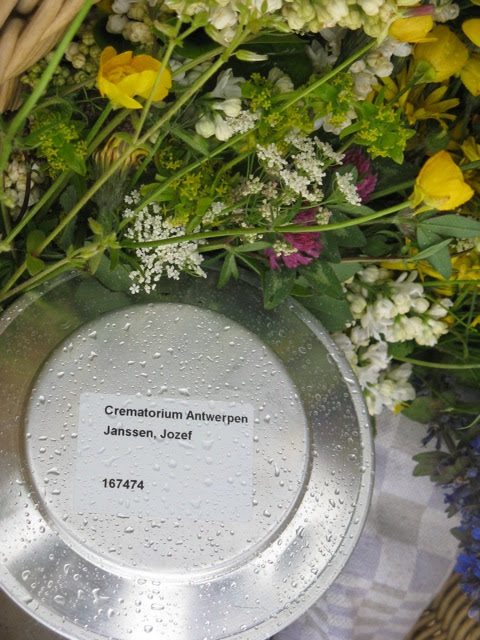 Crematorium Antwerpen
Janssen, Jozef
167474